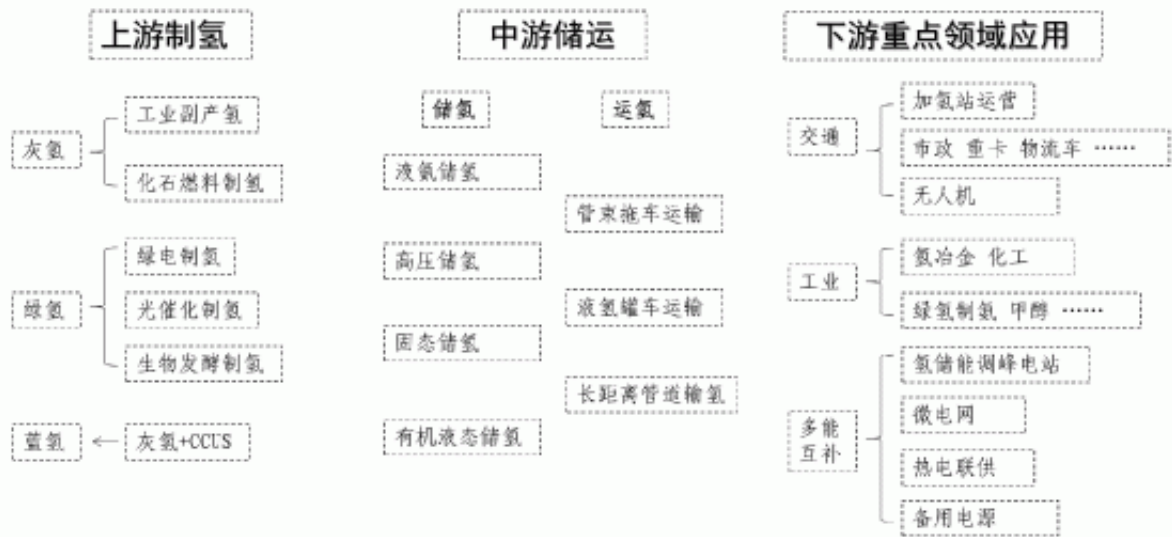 上游制氢
中游储运
下游重点领域应用
灰氢
工业副产氢
化石燃料制氢
绿氢
绿电制氢
光催化制氢
生物发酵制氢
蓝氢
灰氢+CCUS
储氢
运氢
液氨储氢
管束拖车运输
高压储氢
液氢罐车运输
固态储氢
长距离管道输氢
有机液态储氢
交通
加氢站运营
市政 重卡 物流车 ……
无人机
工业
氢冶金 化工
绿氢制氨 甲醇 ……
多能
互补
氢储能调峰电站
微电网
热电联供
备用电源